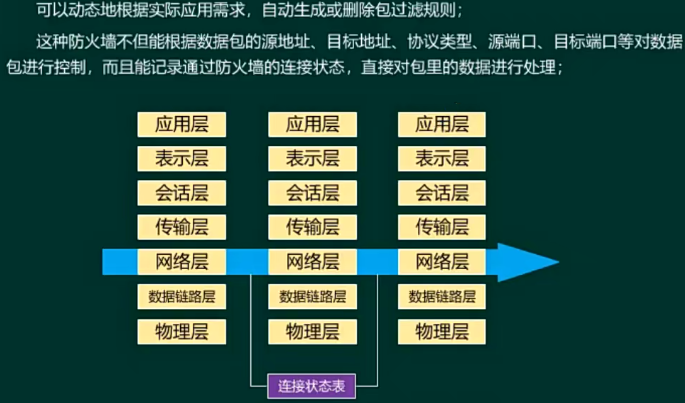 可以动态地根据实际应用需求，自动生成或删除包过滤规则；
这种防火墙不但能根据数据包的源地址、目标地址、协议类型、源端口、目标端口等对数据
包进行控制，而且能记录通过防火墙的连接状态，直接对包里的数据进行处理；
应用层 应用层 应用层
表示层 表示层 表示层
会话层 会话层 会话层
传输层 传输层 传输层
网络层 网络层 网络层
数据链路层 数据链路层 数据链路层
物理层 物理层 物理层
连接状态表